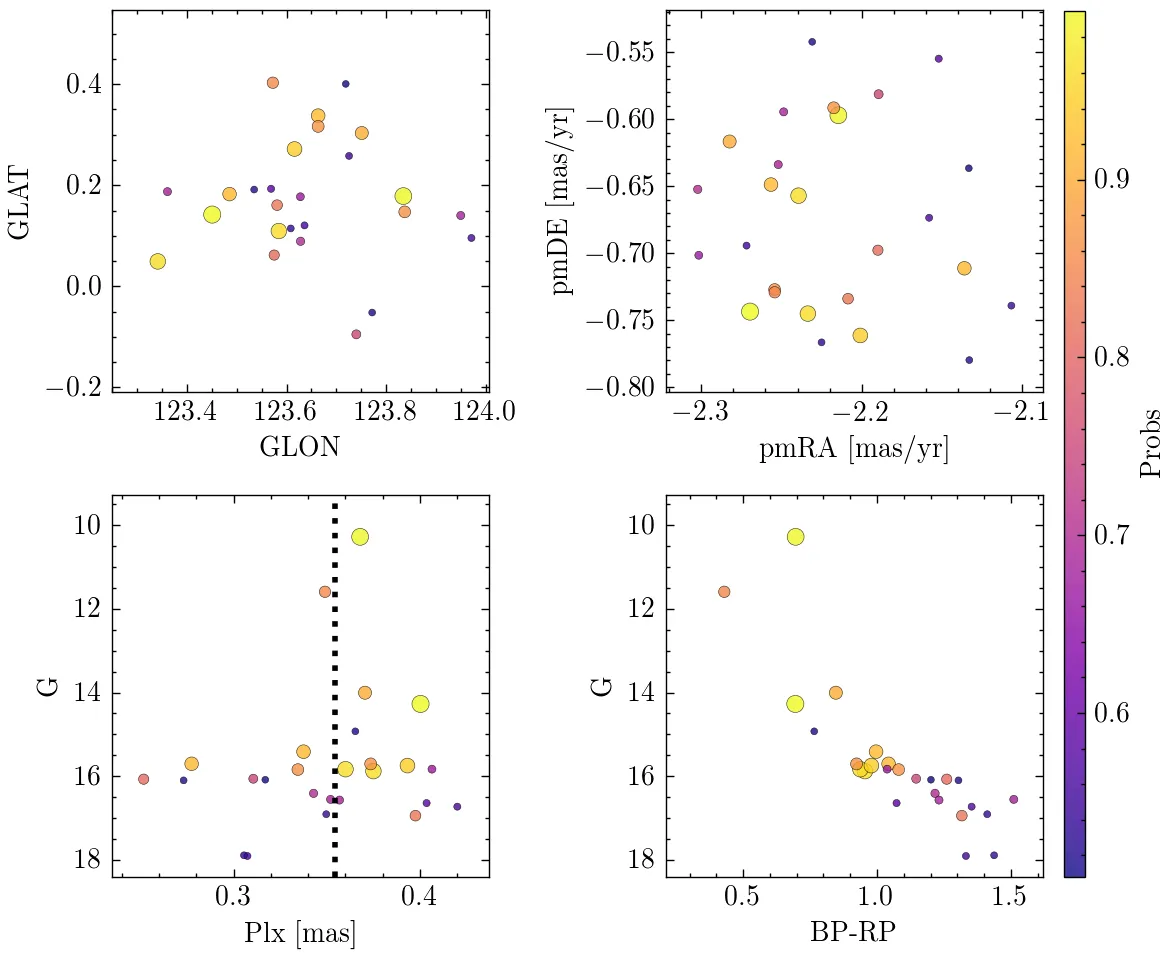 0.4
0.2
0.0
−0.2
GLAT
123.4 123.6 123.8 124.0
GLON
−0.55
−0.60
−0.65
−0.70
−0.75
−0.80
pmDE [mas/yr]
−2.3 −2.2 −2.1
pmRA [mas/yr]
10
12
14
16
18
G
0.3 0.4
Plx [mas]
10
12
14
16
18
G
0.5 1.0 1.5
BP-RP
0.9
0.8
0.7
0.6
Probs